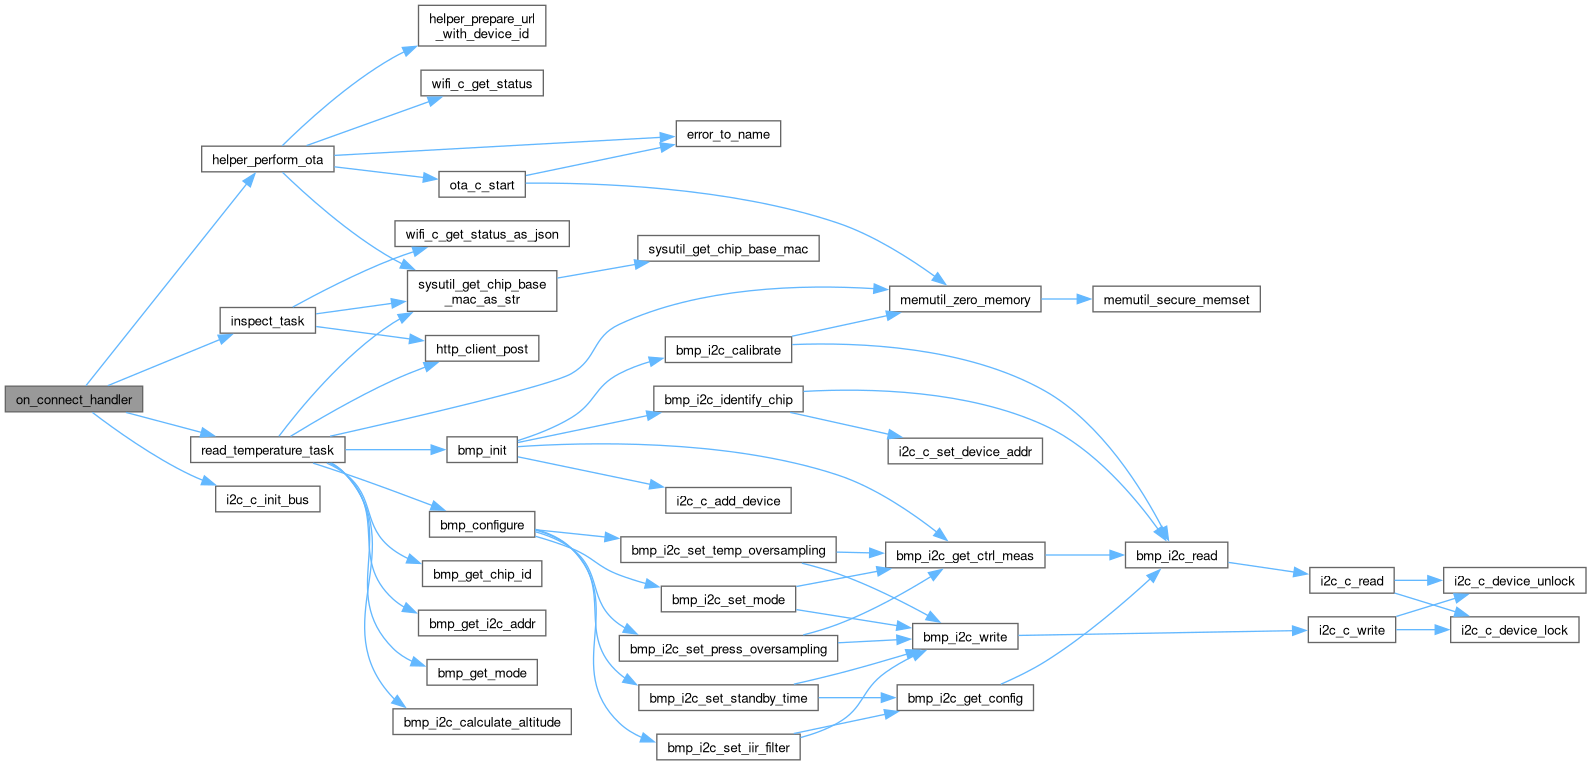 helper_prepare_url
_with_device_id
wifi_c_get_status
error_to_name
helper_perform_ota
ota_c_start
wifi_c_get_status_as_json
sysutil_get_chip_base_mac
sysutil_get_chip_base
_mac_as_str
memutil_zero_memory
memutil_secure_memset
inspect_task
http_client_post
bmp_i2c_calibrate
on_connect_handler
bmp_i2c_identify_chip
read_temperature_task
bmp_init
i2c_c_set_device_addr
i2c_c_init_bus
i2c_c_add_device
bmp_configure
bmp_i2c_set_temp_oversampling
bmp_i2c_get_ctrl_meas
bmp_i2c_read
bmp_get_chip_id
i2c_c_read
i2c_c_device_unlock
bmp_i2c_set_mode
bmp_get_i2c_addr
bmp_i2c_write
i2c_c_write
i2c_c_device_lock
bmp_i2c_set_press_oversampling
bmp_get_mode
bmp_i2c_set_standby_time
bmp_i2c_get_config
bmp_i2c_calculate_altitude
bmp_i2c_set_iir_filter